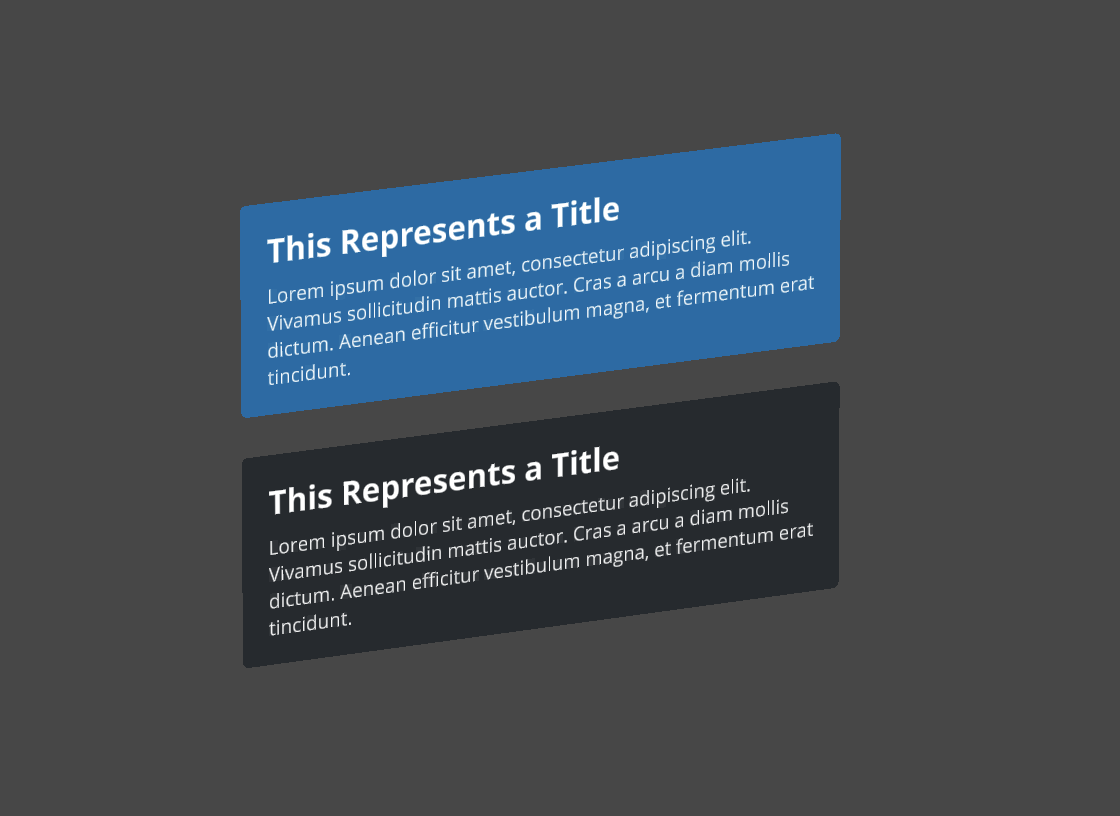 This Represents a Title
Lorem ipsum dolor sit amet, consectetur adipiscing elit.
Vivamus sollicitudin mattis auctor. Cras a arcu a diam mollis
dictum. Aenean efficitur vestibulum magna, et fermentum erat
tincidunt.
This Represents a Title
Lorem ipsum dolor sit amet, consectetur adipiscing elit.
Vivamus sollicitudin mattis auctor. Cras a arcu a diam mollis
dictum. Aenean efficitur vestibulum magna, et fermentum erat
tincidunt.